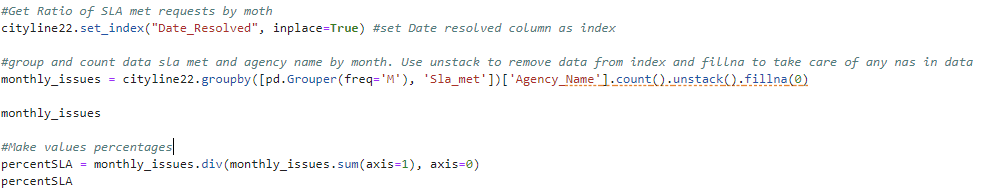 #Get Ratio of SLA met requests by moth
cityline22.set_index("Date_Resolved", inplace=True) #set Date resolved column as index
#group and count data sla met and agency name by month. Use unstack to remove data from index and fillna to take care of any nas in data
monthly_issues = cityline22.groupby([pd.Grouper(freq='M'), 'Sla_met'])['Agency_Name'].count().unstack().fillna(0)
monthly_issues
#Make values percentages
percentSLA = monthly_issues.div(monthly_issues.sum(axis=1), axis=0)
percentSLA